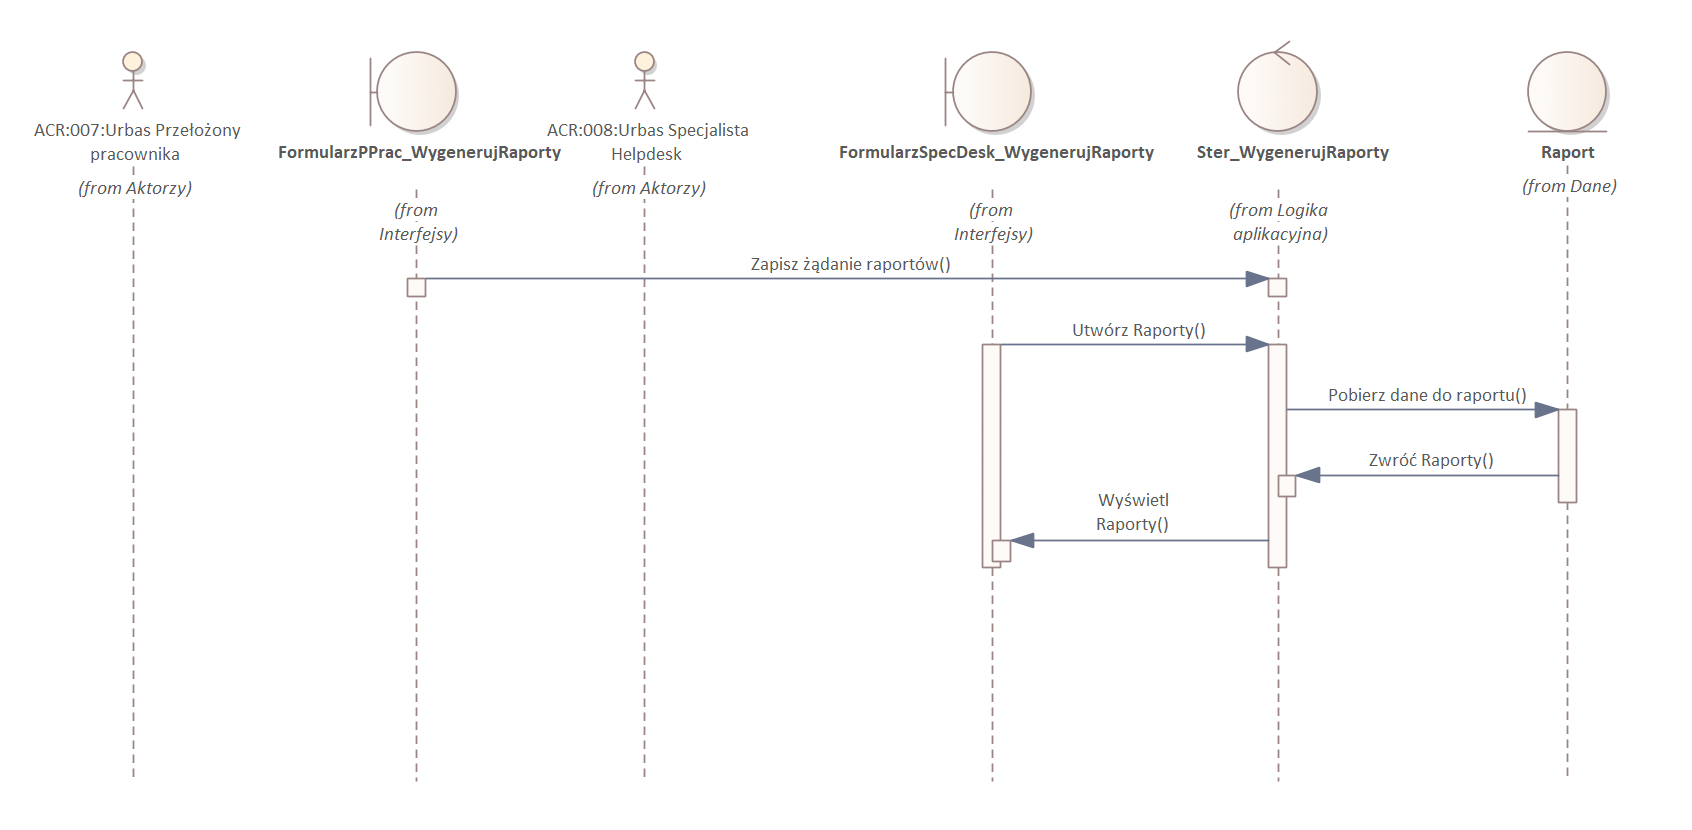 ACR:007:Urbas Przełożony
pracownika
(from Aktorzy)
FormularzPPrac_WygenerujRaporty
(from
Interfejsy)
ACR:008:Urbas Specjalista
Helpdesk
(from Aktorzy)
FormularzSpecDesk_WygenerujRaporty
(from
Interfejsy)
Ster_WygenerujRaporty
(from Logika
aplikacyjna)
Raport
(from Dane)
Zapisz żądanie raportów()
Utwórz Raporty()
Pobierz dane do raportu()
Zwróć Raporty()
Wyświetl
Raporty()